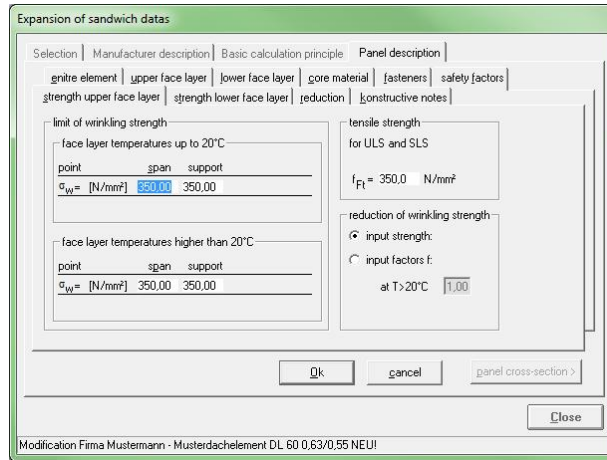 Expansion of sandwich datas
Selection Manufacturer description Basic calculation principle Panel description
enitre element upper face layer lower face layer core material fasteners safety factors
strength upper face layer strength lower face layer reduction konstructive notes
limit of wrinkling strength
face layer temperatures up to 20°C
point span support
σw= [N/mm²] 350,00 350,00
face layer temperatures higher than 20°C
point span support
σw= [N/mm²] 350,00 350,00
tensile strength
for ULS and SLS
fFt = 350,0 N/mm²
reduction of wrinkling strength
input strength:
input factors f:
at T>20°C 1,00
Ok cancel panel cross-section >
Close
Modification Firma Mustermann - Musterdachelement DL 60 0,63/0,55 NEU!